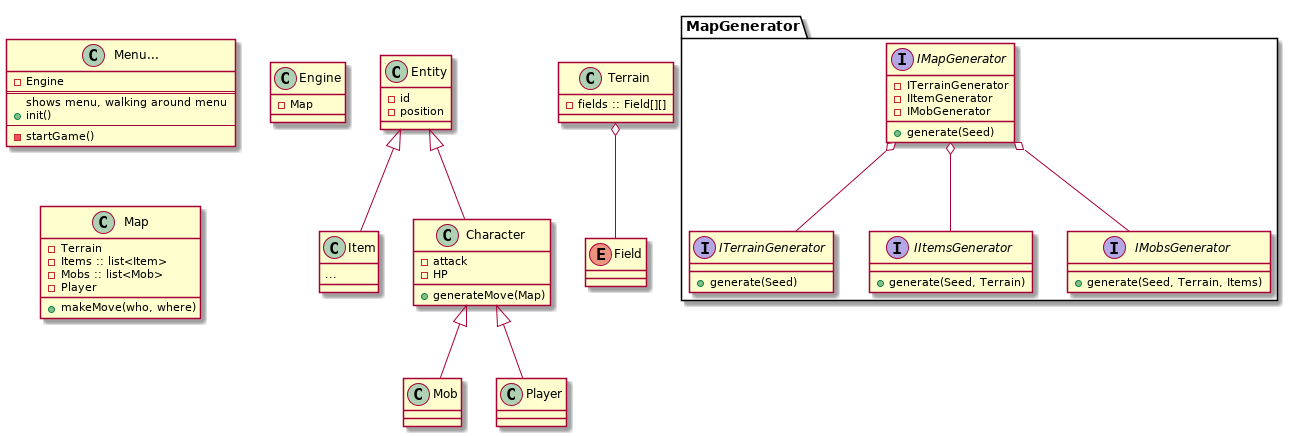 MapGenerator
C Menu...
Engine
shows menu, walking around menu
init()
startGame()
C Engine
Map
C Entity
id
position
C Terrain
fields :: Field[][]
I IMapGenerator
ITerrainGenerator
IItemGenerator
IMobGenerator
generate(Seed)
C Map
Terrain
Items :: list<Item>
Mobs :: list<Mob>
Player
makeMove(who, where)
C Item
...
C Character
attack
HP
generateMove(Map)
E Field
I ITerrainGenerator
generate(Seed)
I IItemsGenerator
generate(Seed, Terrain)
I IMobsGenerator
generate(Seed, Terrain, Items)
C Mob
C Player